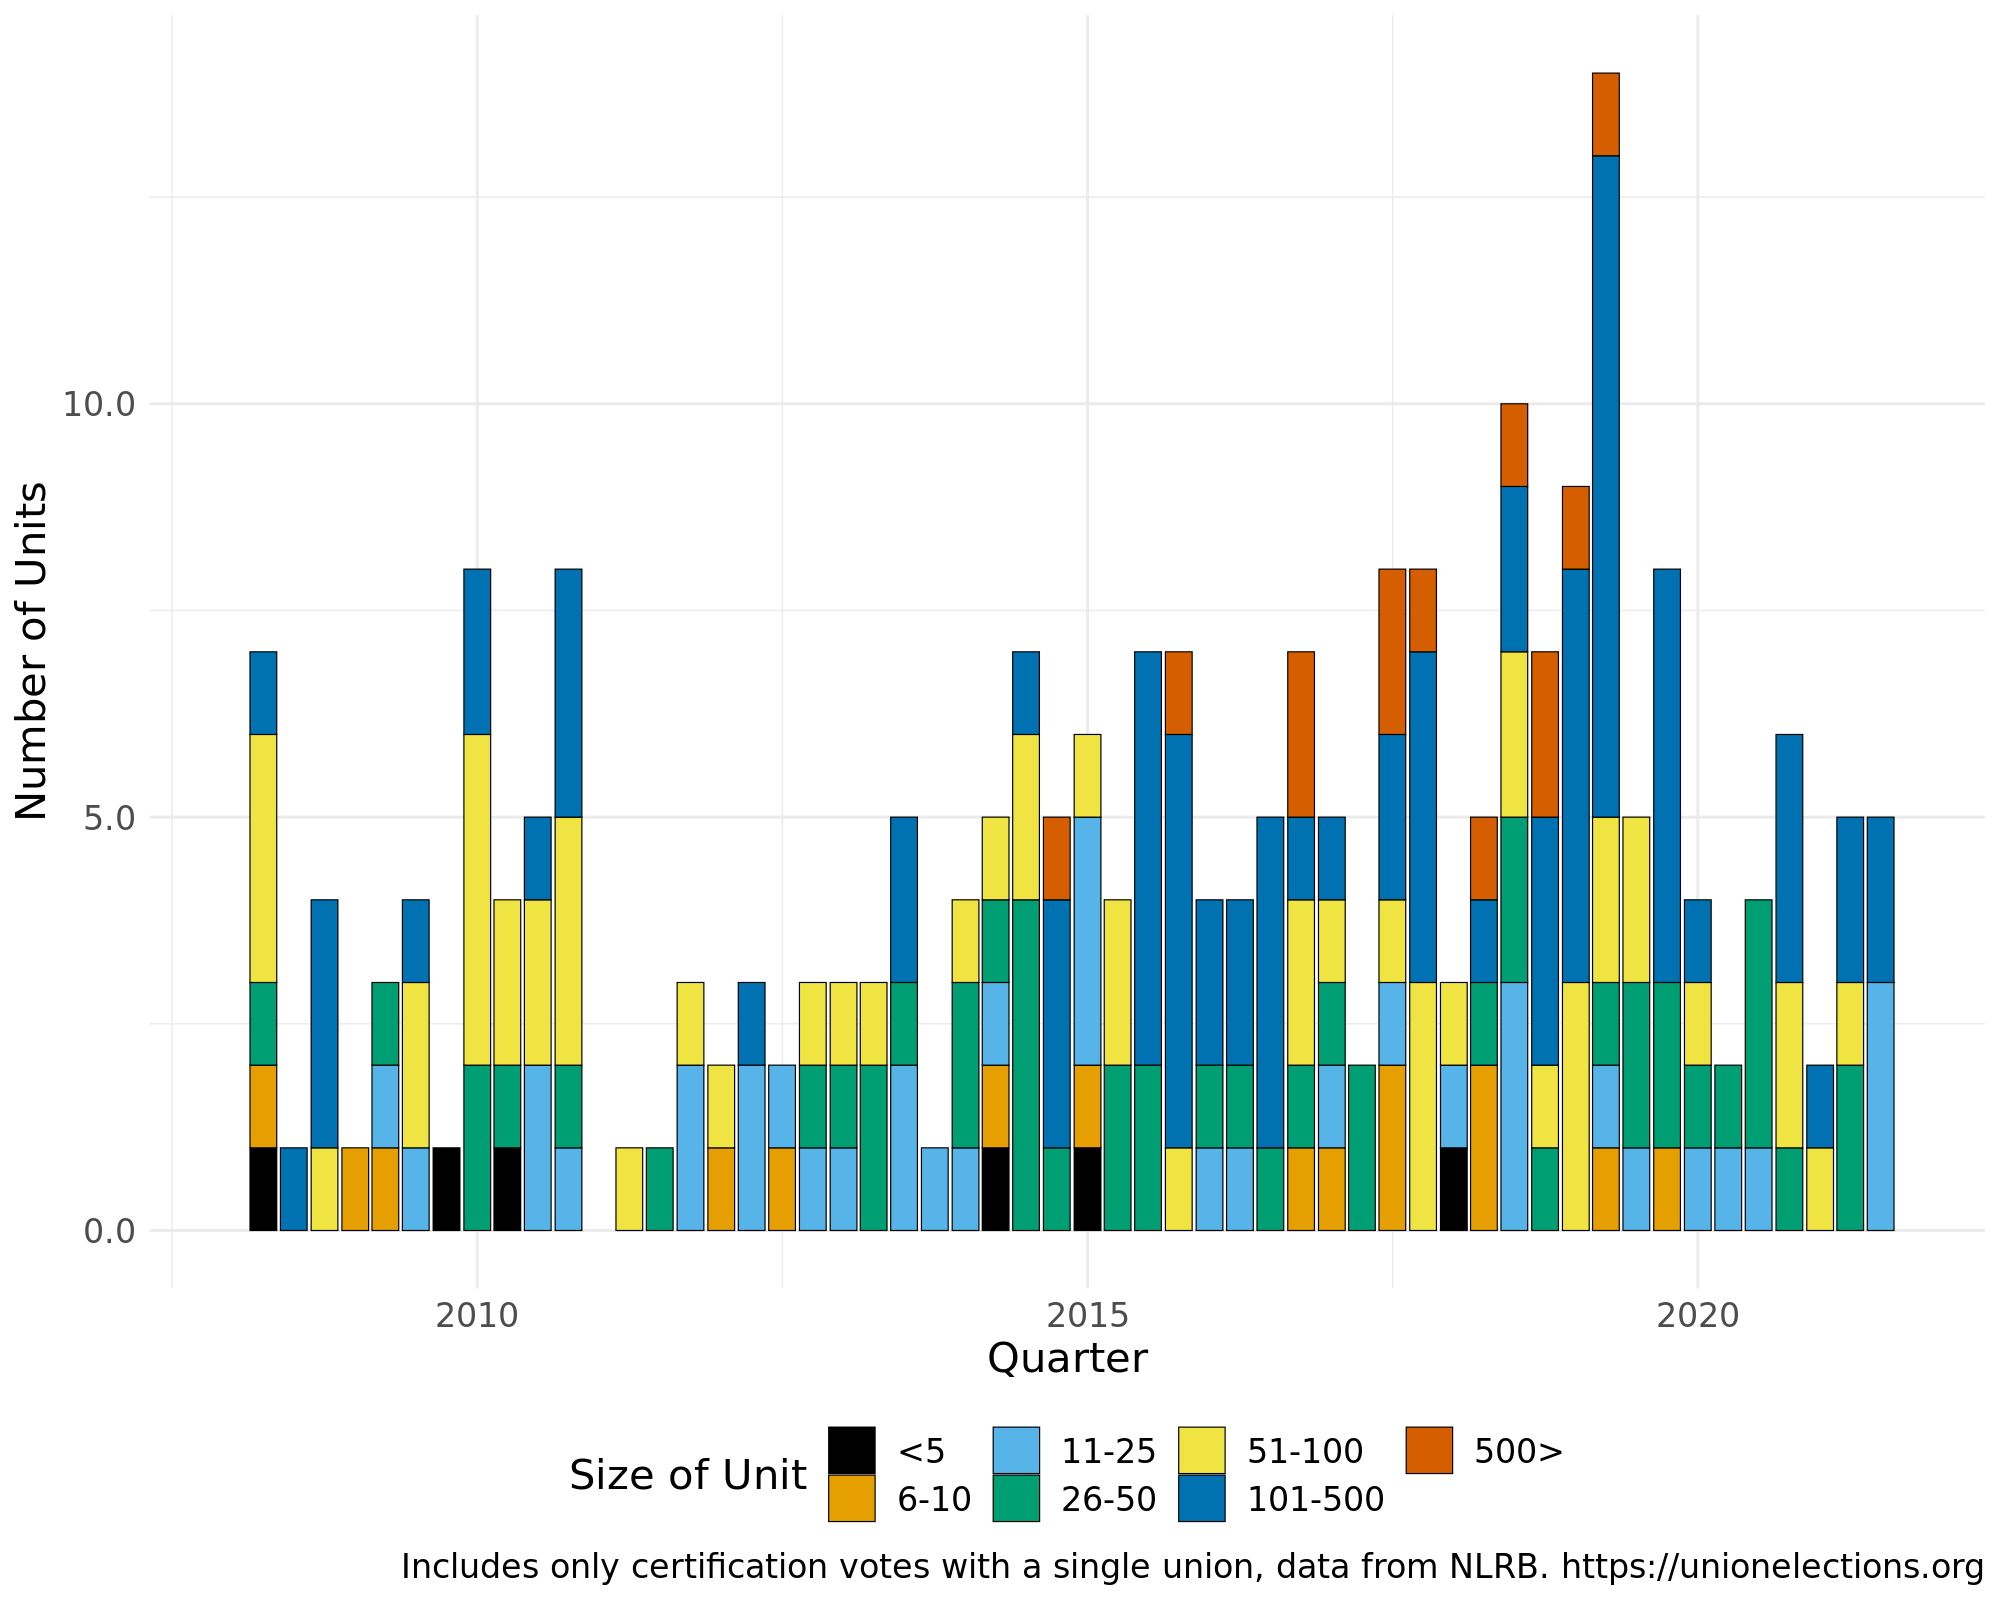 10.0
5.0
0.0
Number of Units
2010 2015 2020
Quarter
Size of Unit
<5 11-25 51-100 500>
6-10 26-50 101-500
Includes only certification votes with a single union, data from NLRB. https://unionelections.org